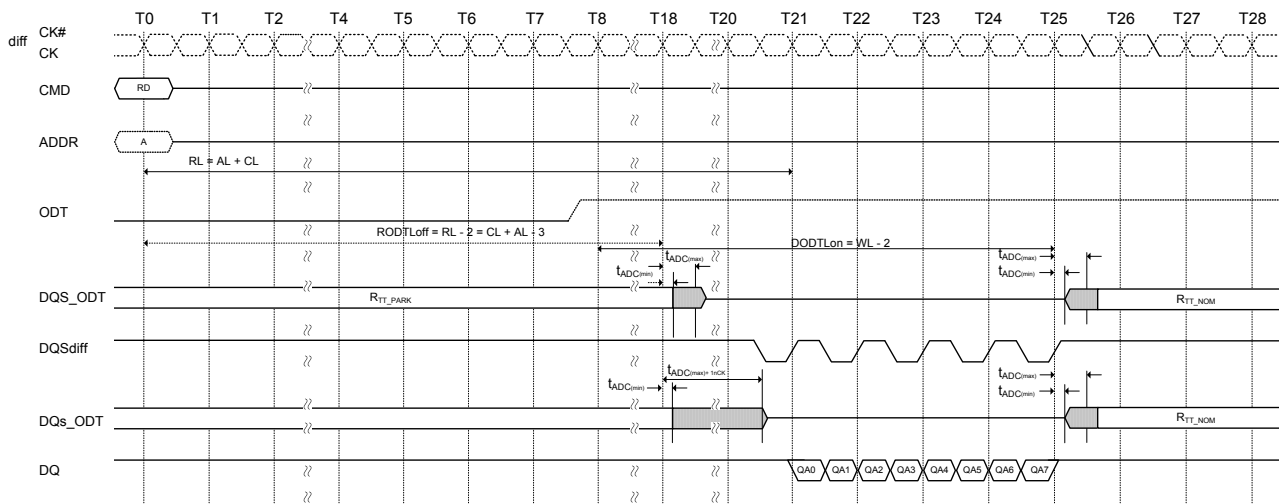 T0 T1 T2 T4 T5 T6 T7 T8 T18 T20 T21 T22 T23 T24 T25 T26 T27 T28
diff CK#
CK
CMD RD
ADDR A
RL = AL + CL
ODT
RODTLoff = RL - 2 = CL + AL - 3
DODTLon = WL - 2
tADC(max) tADC(max)
tADC(min) tADC(min)
DQS_ODT RTT_PARK RTT_NOM
DQSdiff
tADC(max)+ 1nCK tADC(max)
tADC(min) tADC(min)
DQs_ODT RTT_NOM
DQ QA0 QA1 QA2 QA3 QA4 QA5 QA6 QA7